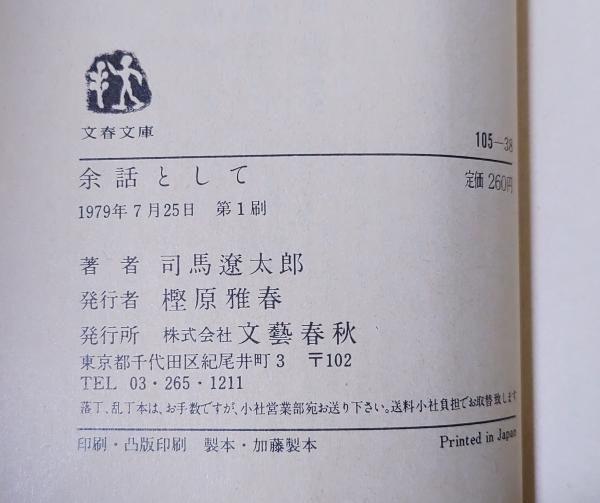 文春文庫
105—38
余話として
定価260円
1979年7月25日 第1刷
著者 司馬遼太郎
発行者 樫原雅春
発行所 株式会社 文藝春秋
東京都千代田区紀尾井町3 〒102
TEL 03・265・1211
落丁、乱丁本は、お手数ですが、小社営業部宛お送り下さい。送料小社負担でお取替致します。
印刷・凸版印刷 製本・加藤製本
Printed in Japan